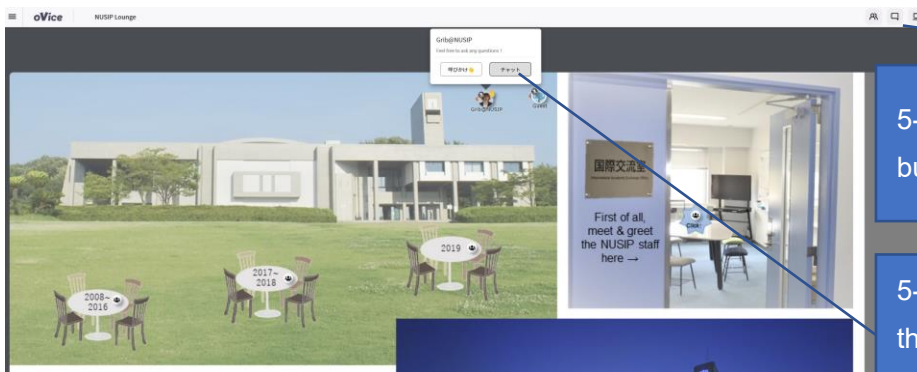 oVice NUSIP Lounge
Grib@NUSIP
Feel free to ask any questions !
呼びかけ👋 チャット
Grib@NUSIP
Guest
国際交流室
First of all,
meet & greet
the NUSIP staff
here →
Click
2019
2017~
2018
2008~
2016
5-
bu
5-
th